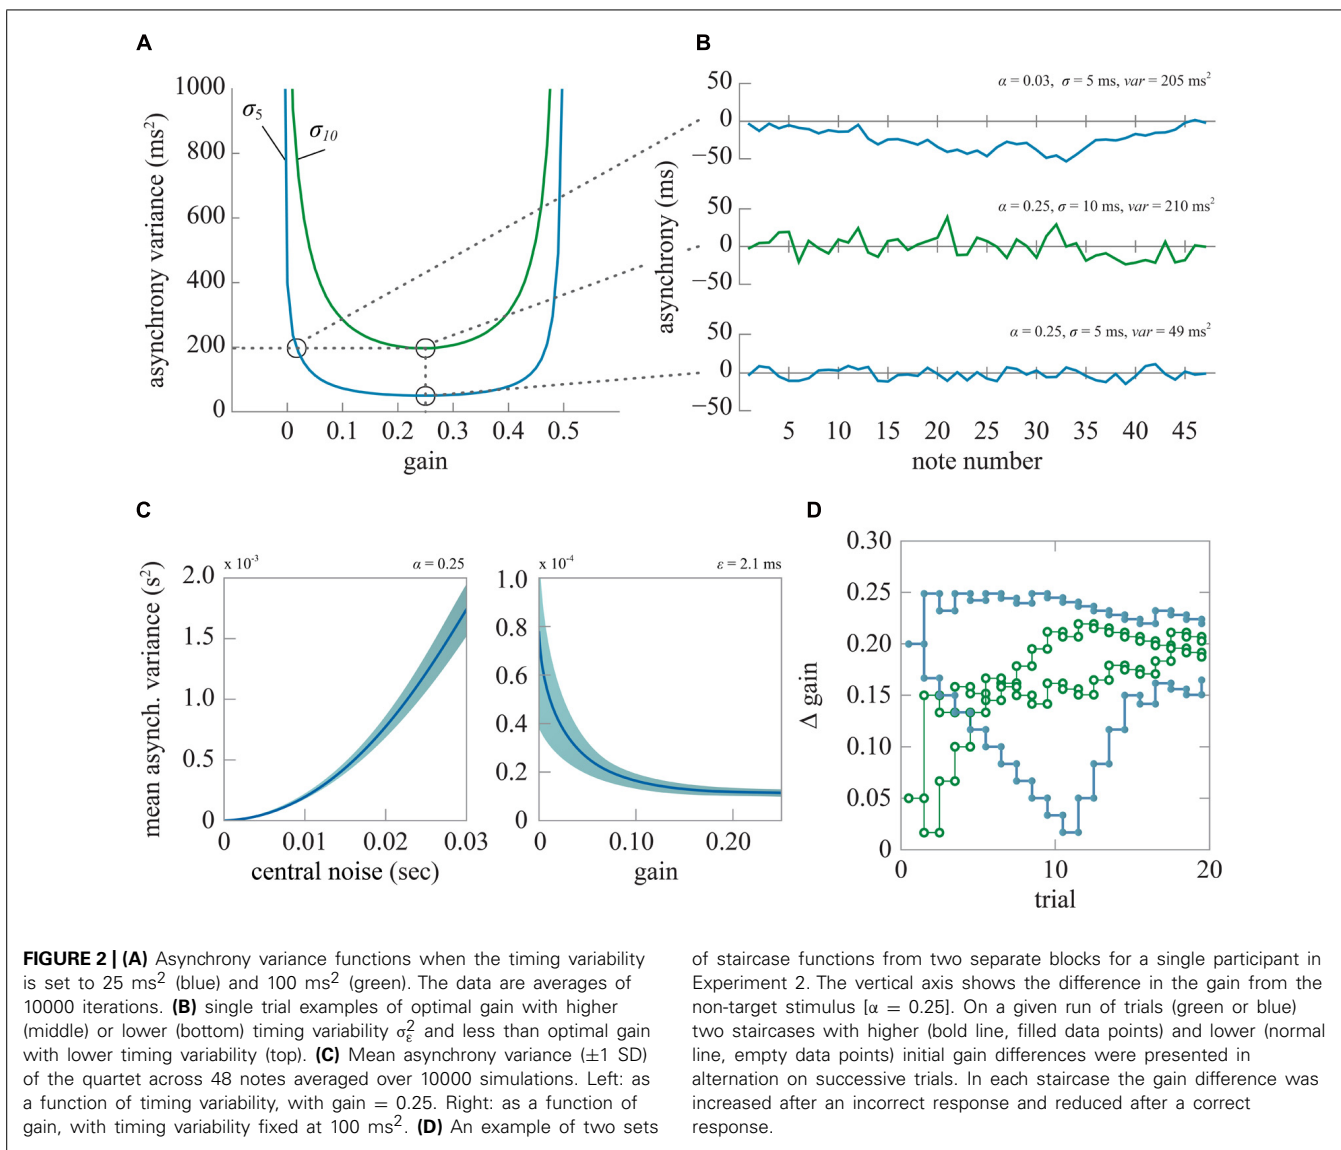 A
asynchrony variance (ms²)
1000
800
600
400
200
0
σ5
σ10
0 0.1 0.2 0.3 0.4 0.5
gain
B
asynchrony (ms)
α = 0.03, σ = 5 ms, var = 205 ms²
50
0
−50
α = 0.25, σ = 10 ms, var = 210 ms²
50
0
−50
α = 0.25, σ = 5 ms, var = 49 ms²
50
0
−50
5 10 15 20 25 30 35 40 45
note number
C
mean asynch. variance (s²)
x 10⁻³ α = 0.25
2.0
1.5
1.0
0.5
0
0 0.01 0.02 0.03
central noise (sec)
x 10⁻⁴ ε = 2.1 ms
1.0
0.8
0.6
0.4
0.2
0
0 0.10 0.20
gain
D
Δ gain
0.30
0.25
0.20
0.15
0.10
0.05
0
0 10 20
trial
FIGURE 2 | (A) Asynchrony variance functions when the timing variability
is set to 25 ms² (blue) and 100 ms² (green). The data are averages of
10000 iterations. (B) single trial examples of optimal gain with higher
(middle) or lower (bottom) timing variability σ²ε and less than optimal gain
with lower timing variability (top). (C) Mean asynchrony variance (±1 SD)
of the quartet across 48 notes averaged over 10000 simulations. Left: as
a function of timing variability, with gain = 0.25. Right: as a function of
gain, with timing variability fixed at 100 ms². (D) An example of two sets
of staircase functions from two separate blocks for a single participant in
Experiment 2. The vertical axis shows the difference in the gain from the
non-target stimulus [α = 0.25]. On a given run of trials (green or blue)
two staircases with higher (bold line, filled data points) and lower (normal
line, empty data points) initial gain differences were presented in
alternation on successive trials. In each staircase the gain difference was
increased after an incorrect response and reduced after a correct
response.